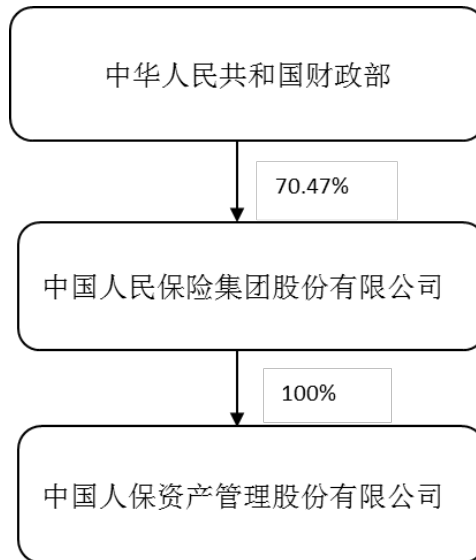 中华人民共和国财政部
70.47%
中国人民保险集团股份有限公司
100%
中国人保资产管理股份有限公司